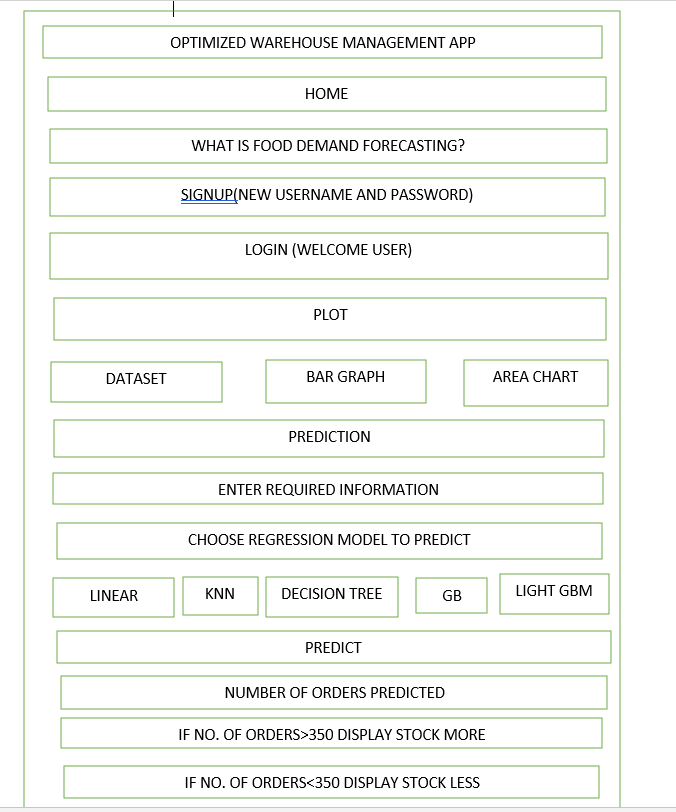 OPTIMIZED WAREHOUSE MANAGEMENT APP
HOME
WHAT IS FOOD DEMAND FORECASTING?
SIGNUP(NEW USERNAME AND PASSWORD)
LOGIN (WELCOME USER)
PLOT
DATASET
BAR GRAPH
AREA CHART
PREDICTION
ENTER REQUIRED INFORMATION
CHOOSE REGRESSION MODEL TO PREDICT
LINEAR
KNN
DECISION TREE
GB
LIGHT GBM
PREDICT
NUMBER OF ORDERS PREDICTED
IF NO. OF ORDERS>350 DISPLAY STOCK MORE
IF NO. OF ORDERS<350 DISPLAY STOCK LESS